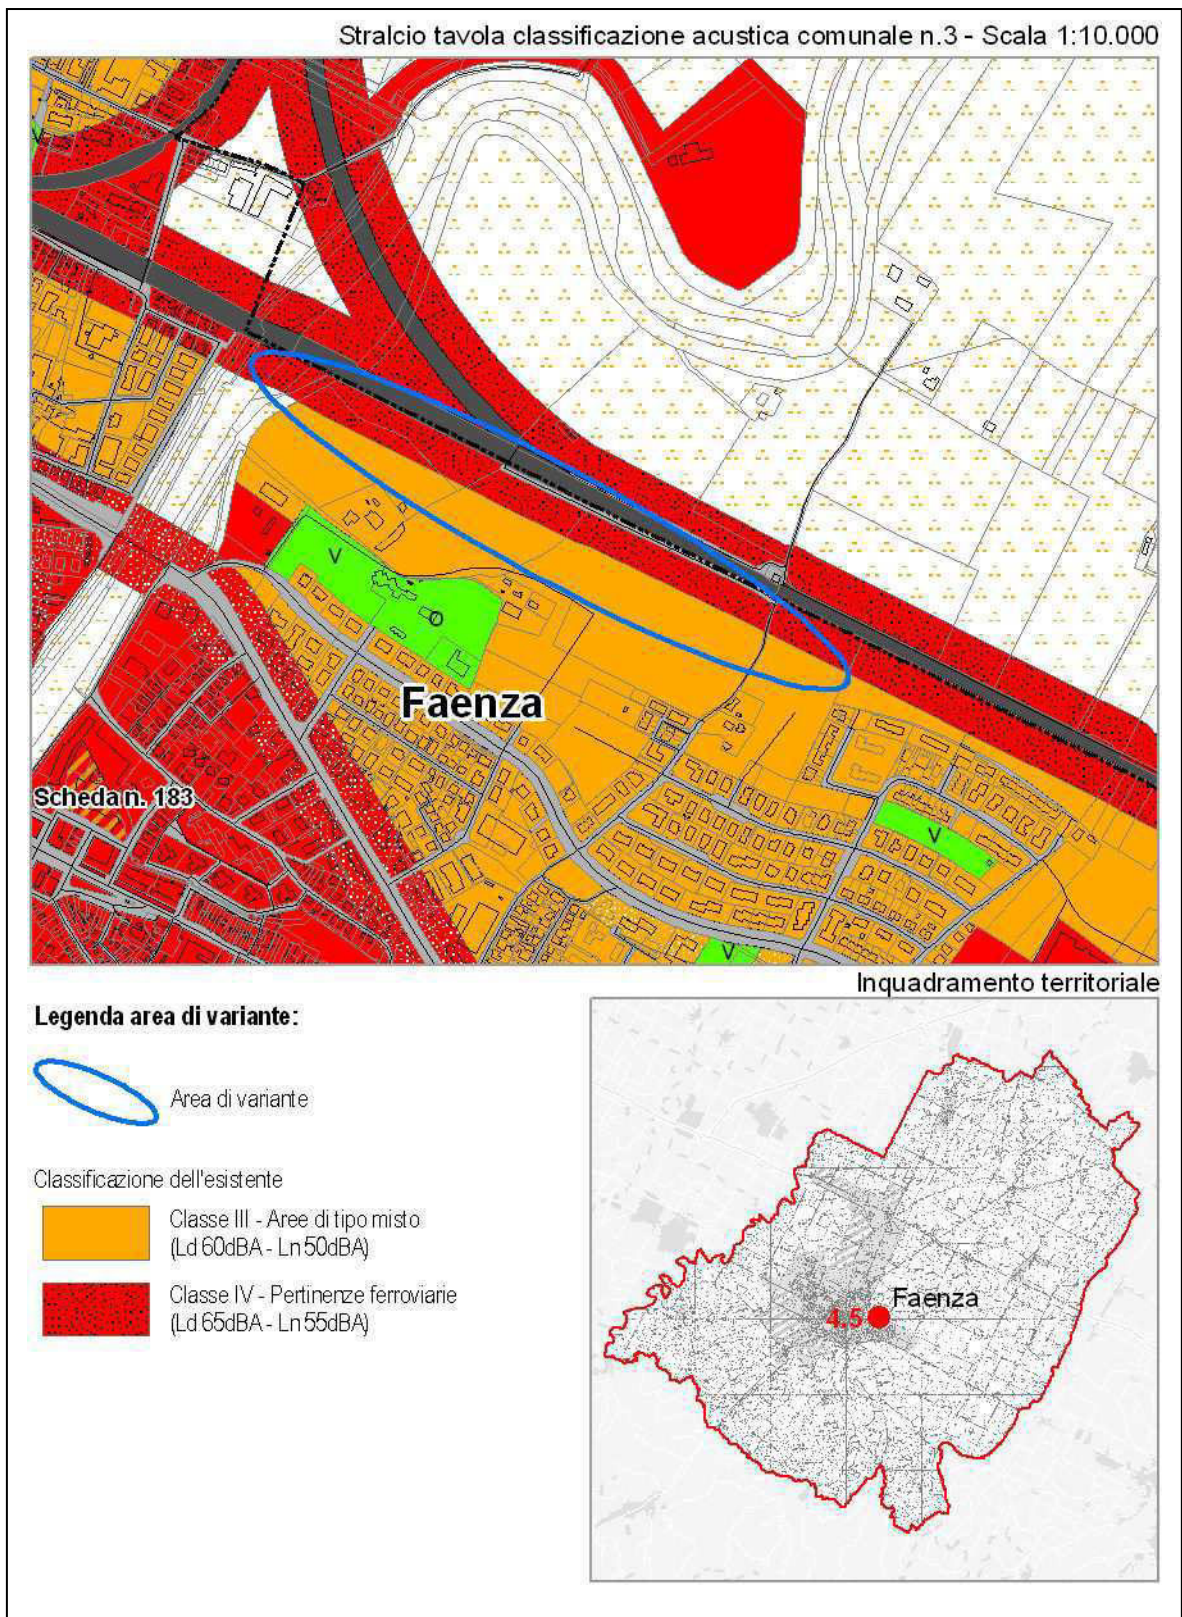 Stralcio tavola classificazione acustica comunale n.3 - Scala 1:10.000
V
V
O
Faenza
Scheda n. 183
V
V
Inquadramento territoriale
Legenda area di variante:
Area di variante
Classificazione dell'esistente
Classe III - Aree di tipo misto
(Ld 60dBA - Ln 50dBA)
Classe IV - Pertinenze ferroviarie
(Ld 65dBA - Ln 55dBA)
Faenza
4.5